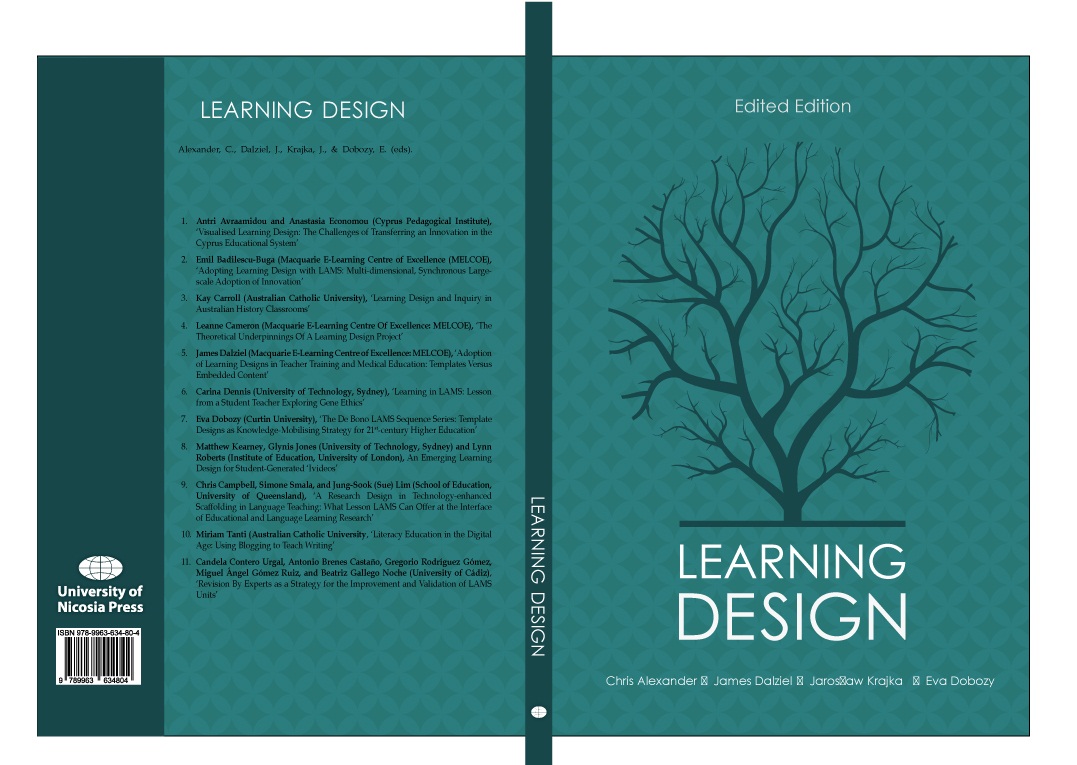 LEARNING DESIGN
Alexander, C., Dalziel, J., Krajka, J., & Dobozy, E. (eds).
1. Antri Avraamidou and Anastasia Economou (Cyprus Pedagogical Institute),
'Visualised Learning Design: The Challenges of Transferring an Innovation in the
Cyprus Educational System'
2. Emil Badilescu-Buga (Macquarie E-Learning Centre of Excellence (MELCOE),
'Adopting Learning Design with LAMS: Multi-dimensional, Synchronous Large-
scale Adoption of Innovation'
3. Kay Carroll (Australian Catholic University), 'Learning Design and Inquiry in
Australian History Classrooms'
4. Leanne Cameron (Macquarie E-Learning Centre Of Excellence: MELCOE), 'The
Theoretical Underpinnings Of A Learning Design Project'
5. James Dalziel (Macquarie E-Learning Centre of Excellence: MELCOE), 'Adoption
of Learning Designs in Teacher Training and Medical Education: Templates Versus
Embedded Content'
6. Carina Dennis (University of Technology, Sydney), 'Learning in LAMS: Lesson
from a Student Teacher Exploring Gene Ethics'
7. Eva Dobozy (Curtin University), 'The De Bono LAMS Sequence Series: Template
Designs as Knowledge-Mobilising Strategy for 21st-century Higher Education'
8. Matthew Kearney, Glynis Jones (University of Technology, Sydney) and Lynn
Roberts (Institute of Education, University of London), An Emerging Learning
Design for Student-Generated 'Ivideos'
9. Chris Campbell, Simone Smala, and Jung-Sook (Sue) Lim (School of Education,
University of Queensland), 'A Research Design in Technology-enhanced
Scaffolding in Language Teaching: What Lesson LAMS Can Offer at the Interface
of Educational and Language Learning Research'
10. Miriam Tanti (Australian Catholic University, 'Literacy Education in the Digital
Age: Using Blogging to Teach Writing'
11. Candela Contero Urgal, Antonio Brenes Castaño, Gregorio Rodríguez Gómez,
Miguel Ángel Gómez Ruiz, and Beatriz Gallego Noche (University of Cádiz).
'Revision By Experts as a Strategy for the Improvement and Validation of LAMS
Units'
University of
Nicosia Press
ISBN 978-9963-634-80-4
9 789963 634804
LEARNING DESIGN
Edited Edition
LEARNING
DESIGN
Chris Alexander James Dalziel Jaros aw Krajka Eva Dobozy